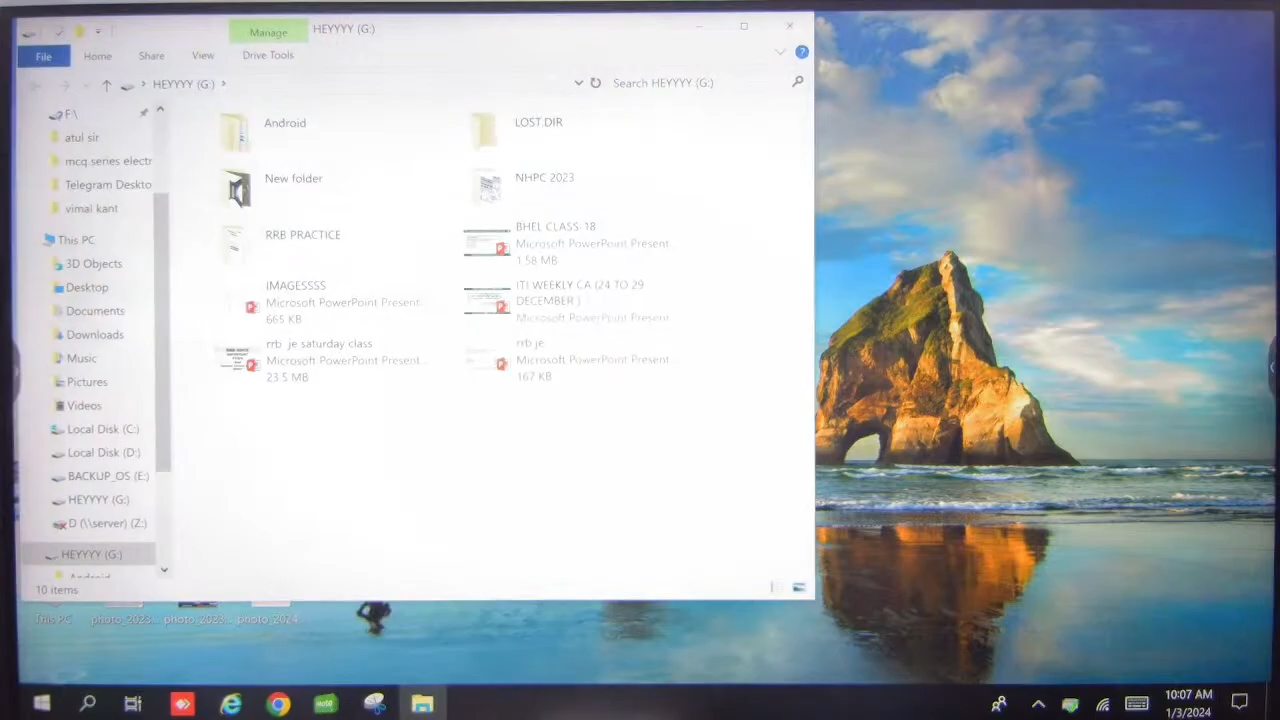 Manage
HEYYYY (G:)
File
Home
Share
View
Drive Tools
HEYYYY (G:)
Search HEYYYY (G:)
F:\
atul sir
mcq series electr
Telegram Deskto
vimal kant
This PC
3D Objects
Desktop
Documents
Downloads
Music
Pictures
Videos
Local Disk (C:)
Local Disk (D:)
BACKUP_OS (E:)
HEYYYY (G:)
D (\\server) (Z:)
HEYYYY (G:)
Android
10 items
Android
LOST.DIR
New folder
NHPC 2023
RRB PRACTICE
BHEL CLASS-18
Microsoft PowerPoint Present...
1.58 MB
IMAGESSSS
Microsoft PowerPoint Present...
665 KB
ITI WEEKLY CA (24 TO 29
DECEMBER )
Microsoft PowerPoint Present...
rrb je saturday class
Microsoft PowerPoint Present...
23.5 MB
rrb je
Microsoft PowerPoint Present...
167 KB
This PC
photo_2023...
photo_2023...
photo_2024...
10:07 AM
1/3/2024